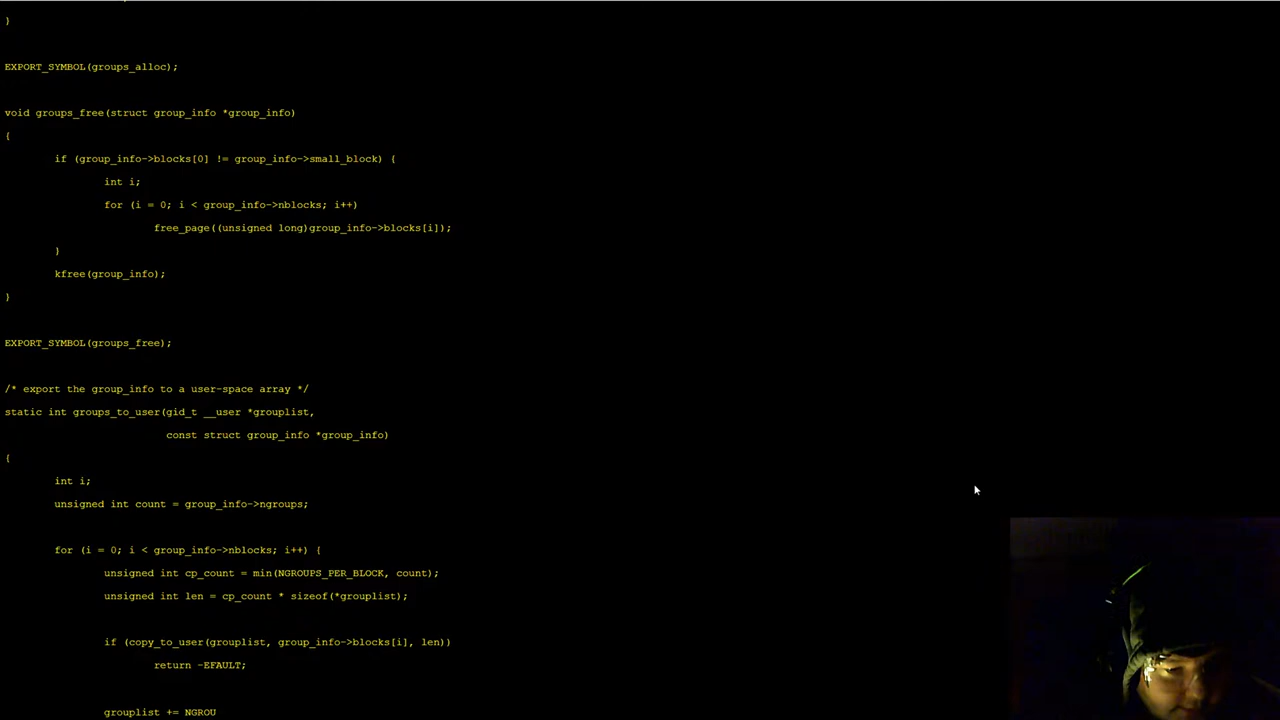 }
EXPORT_SYMBOL(groups_alloc);
void groups_free(struct group_info *group_info)
{
if (group_info->blocks[0] != group_info->small_block) {
int i;
for (i = 0; i < group_info->nblocks; i++)
free_page((unsigned long)group_info->blocks[i]);
}
kfree(group_info);
}
EXPORT_SYMBOL(groups_free);
/* export the group_info to a user-space array */
static int groups_to_user(gid_t __user *grouplist,
const struct group_info *group_info)
{
int i;
unsigned int count = group_info->ngroups;
for (i = 0; i < group_info->nblocks; i++) {
unsigned int cp_count = min(NGROUPS_PER_BLOCK, count);
unsigned int len = cp_count * sizeof(*grouplist);
if (copy_to_user(grouplist, group_info->blocks[i], len))
return -EFAULT;
grouplist += NGROU